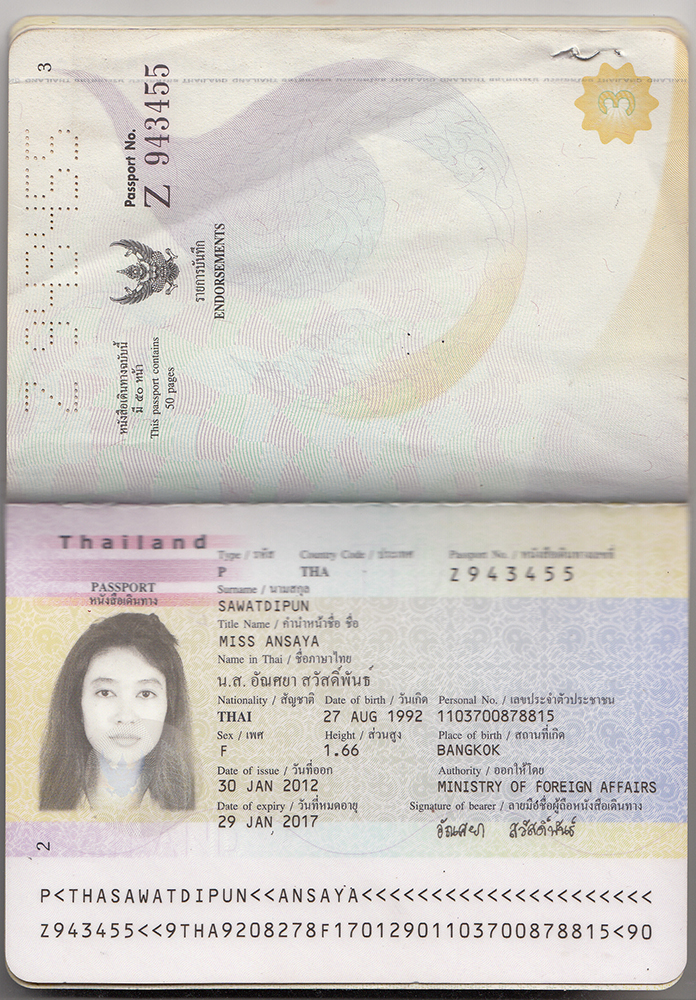 3
Z 943455
Passport No.
Z 943455
รายการบันทึก
ENDORSEMENTS
หนังสือเดินทางฉบับนี้
มี ๕๐ หน้า
This passport contains
50 pages
Thailand
PASSPORT
หนังสือเดินทาง
Type / รหัส Country Code / ประเทศ Passport No. / หนังสือเดินทางเลขที่
P THA Z943455
Surname / นามสกุล
SAWATDIPUN
Title Name / คำนำหน้าชื่อ ชื่อ
MISS ANSAYA
Name in Thai / ชื่อภาษาไทย
น.ส. อัณศยา สวัสดิ์พันธ์
Nationality / สัญชาติ Date of birth / วันเกิด Personal No. / เลขประจำตัวประชาชน
THAI 27 AUG 1992 1103700878815
Sex / เพศ Height / ส่วนสูง Place of birth / สถานที่เกิด
F 1.66 BANGKOK
Date of issue / วันที่ออก Authority / ออกให้โดย
30 JAN 2012 MINISTRY OF FOREIGN AFFAIRS
Date of expiry / วันที่หมดอายุ Signature of bearer / ลายมือชื่อผู้ถือหนังสือเดินทาง
29 JAN 2017 อัณศยา สวัสดิ์พันธ์
2
P<THASAWATDIPUN<<ANSAYA<<<<<<<<<<<<<<<<<<<<<
Z943455<<9THA9208278F17012901103700878815<90